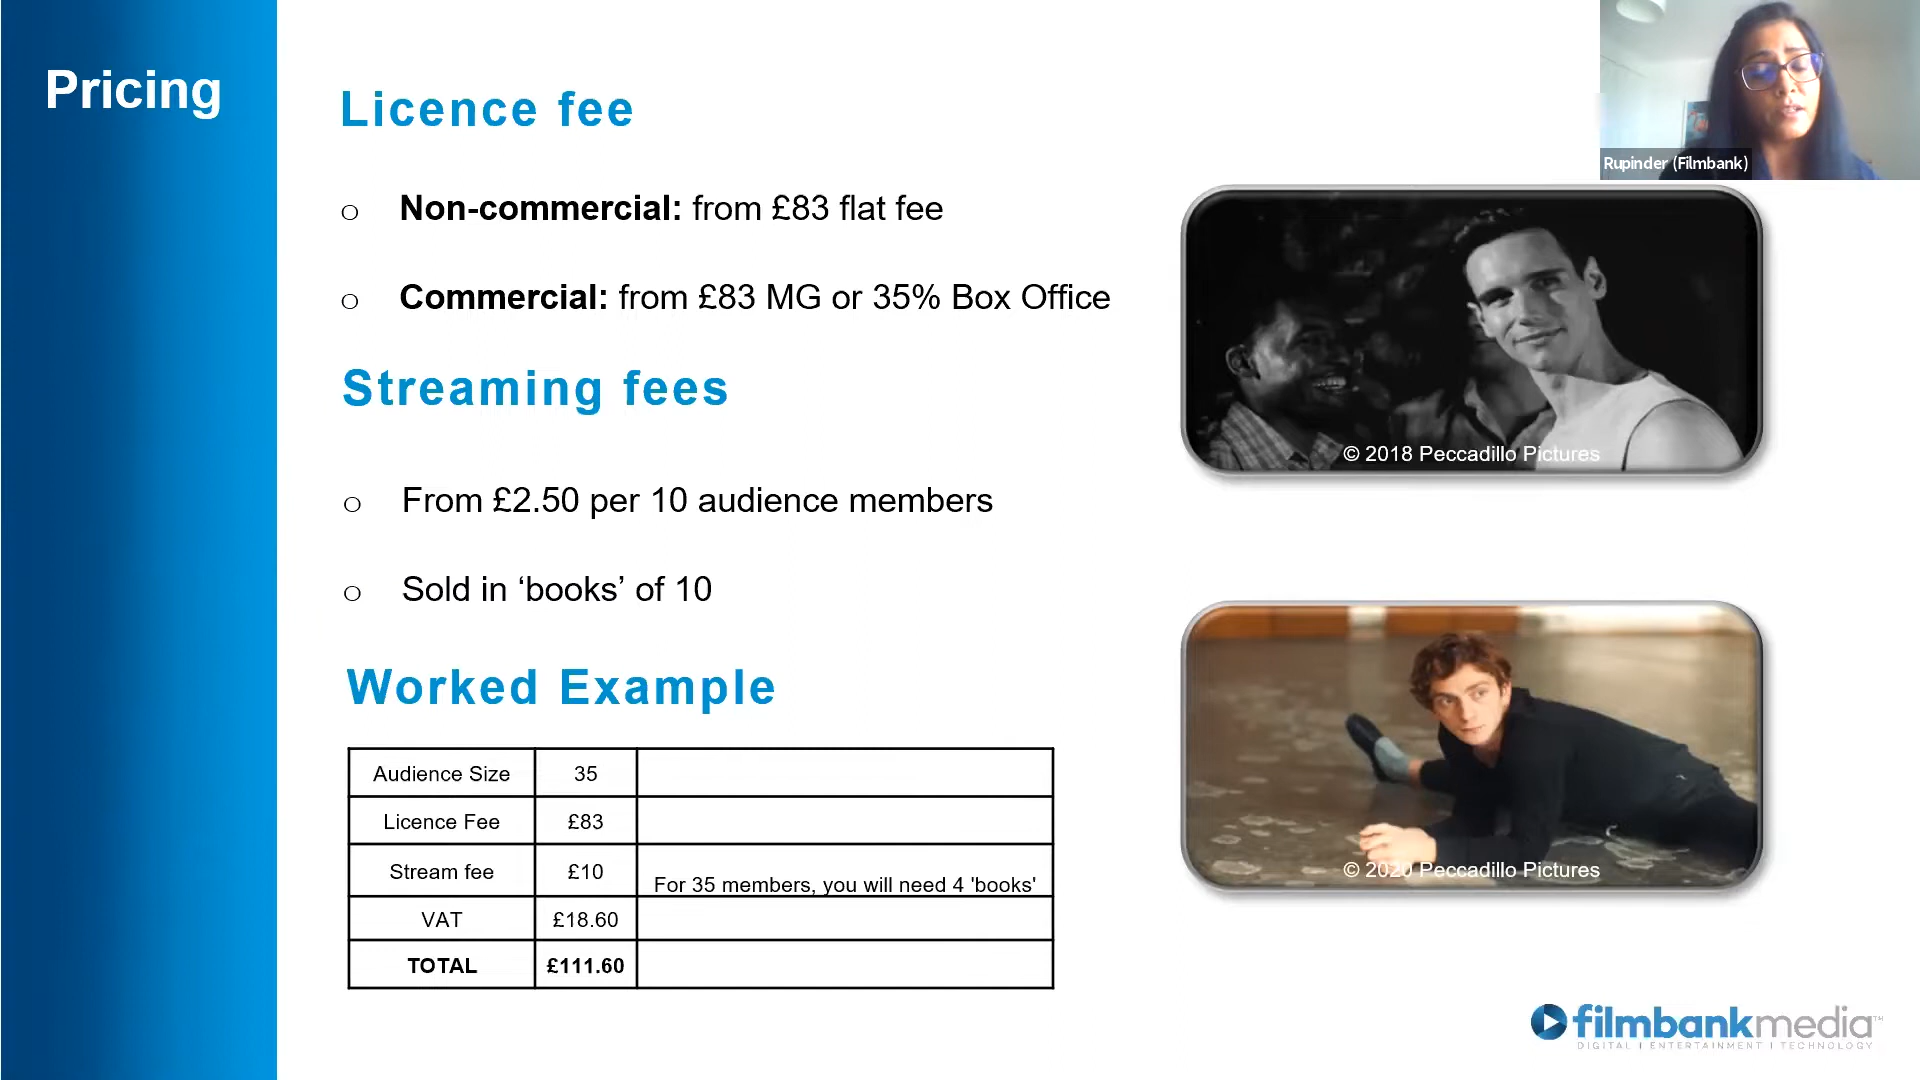 Pricing
Licence fee
o Non-commercial: from £83 flat fee
o Commercial: from £83 MG or 35% Box Office
Streaming fees
o From £2.50 per 10 audience members
o Sold in ‘books’ of 10
Worked Example
Audience Size 35
Licence Fee £83
Stream fee £10 For 35 members, you will need 4 'books'
VAT £18.60
TOTAL £111.60
Rupinder (Filmbank)
© 2018 Peccadillo Pictures
© 2020 Peccadillo Pictures
filmbankmedia™
DIGITAL | ENTERTAINMENT | TECHNOLOGY